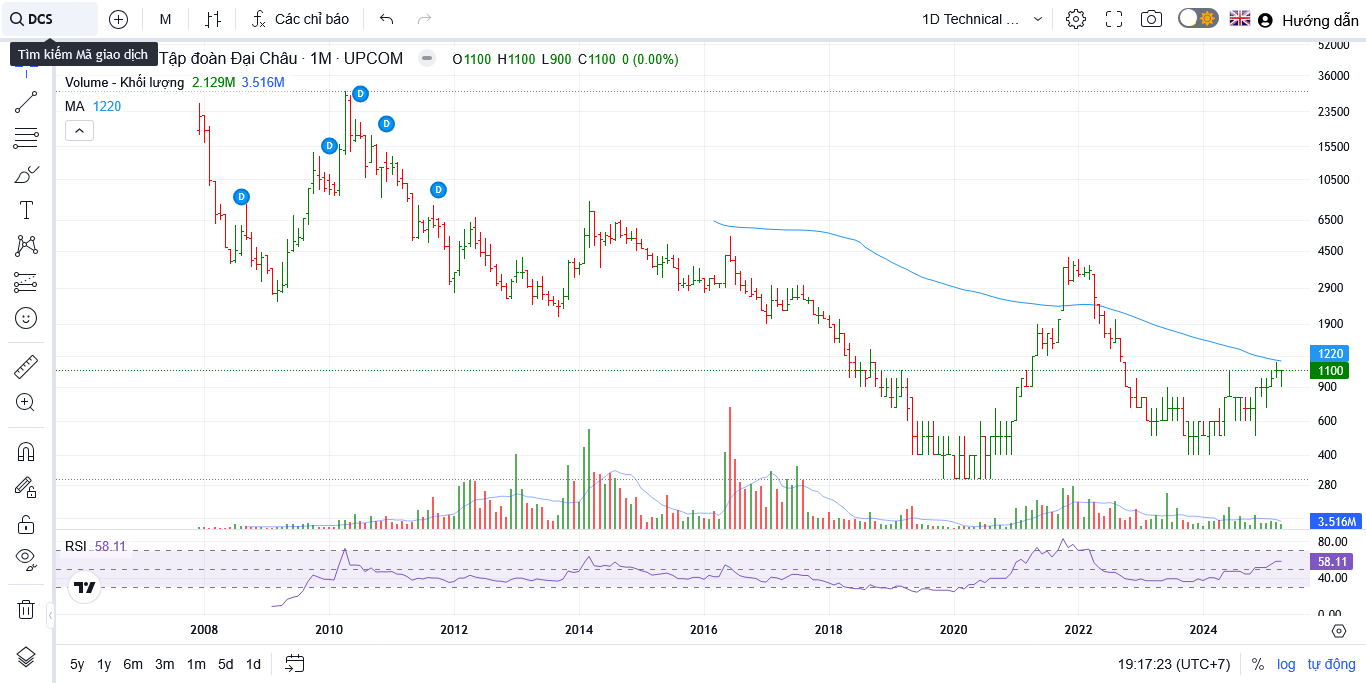 DCS
M
Các chỉ báo
1D Technical ...
Hướng dẫn
Tìm kiếm Mã giao dịch
Tập đoàn Đại Châu · 1M · UPCOM
O1100 H1100 L900 C1100 0 (0.00%)
Volume - Khối lượng 2.129M 3.516M
MA 1220
D
D
D
D
D
52000
36000
23500
15500
10500
6500
4500
2900
1900
1220
1100
900
600
400
280
3.516M
RSI 58.11
80.00
58.11
40.00
0.00
2008 2010 2012 2014 2016 2018 2020 2022 2024
5y 1y 6m 3m 1m 5d 1d
19:17:23 (UTC+7)
% log tự động